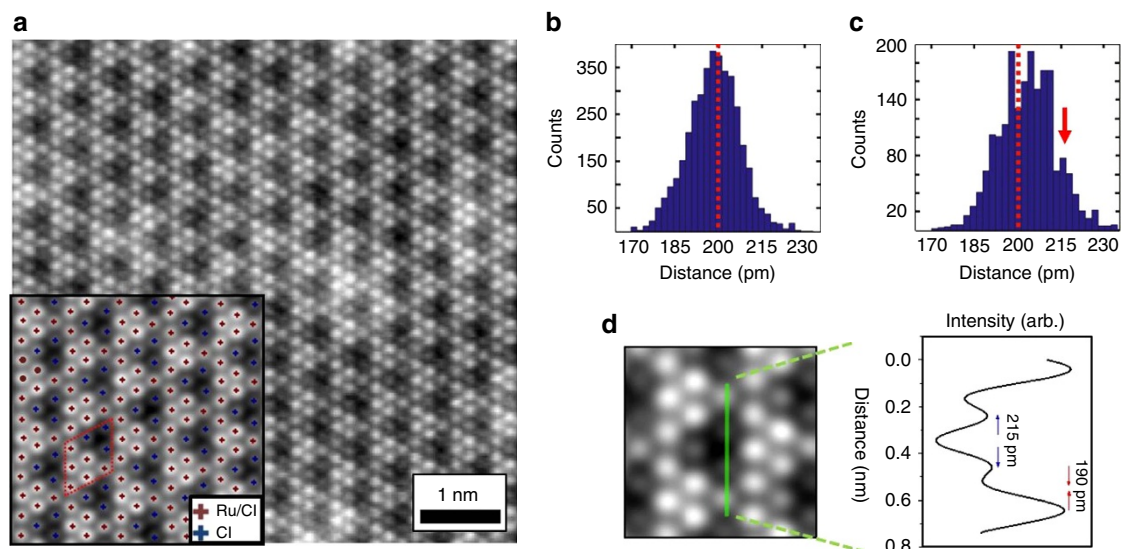 a
Ru/Cl
Cl
1 nm
b
Counts
350
250
150
50
170 185 200 215 230
Distance (pm)
c
Counts
200
140
80
20
170 185 200 215 230
Distance (pm)
d
Intensity (arb.)
Distance (nm)
0.0
0.2
0.4
0.6
0.8
215 pm
190 pm